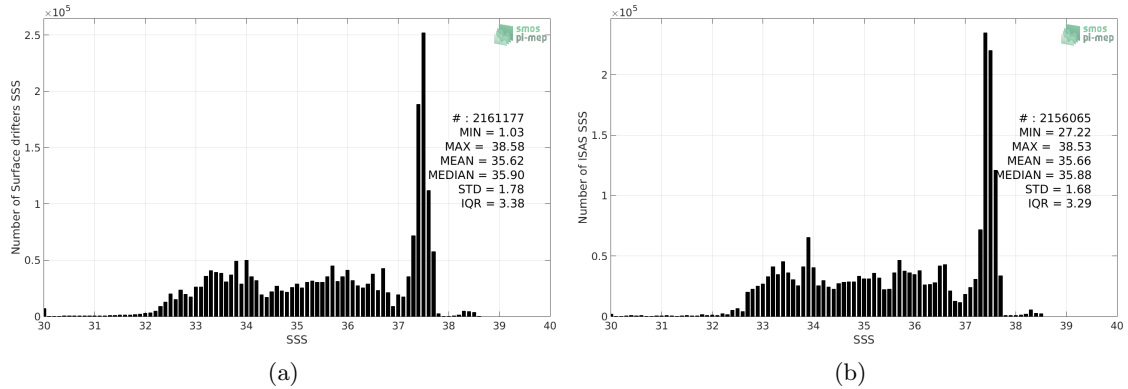 ×10⁵
2.5
2
1.5
1
0.5
0
Number of Surface drifters SSS
30 31 32 33 34 35 36 37 38 39 40
SSS
smos
pi-mep
# : 2161177
MIN = 1.03
MAX = 38.58
MEAN = 35.62
MEDIAN = 35.90
STD = 1.78
IQR = 3.38
(a)
×10⁵
2
1.5
1
0.5
0
Number of ISAS SSS
30 31 32 33 34 35 36 37 38 39 40
SSS
smos
pi-mep
# : 2156065
MIN = 27.22
MAX = 38.53
MEAN = 35.66
MEDIAN = 35.88
STD = 1.68
IQR = 3.29
(b)